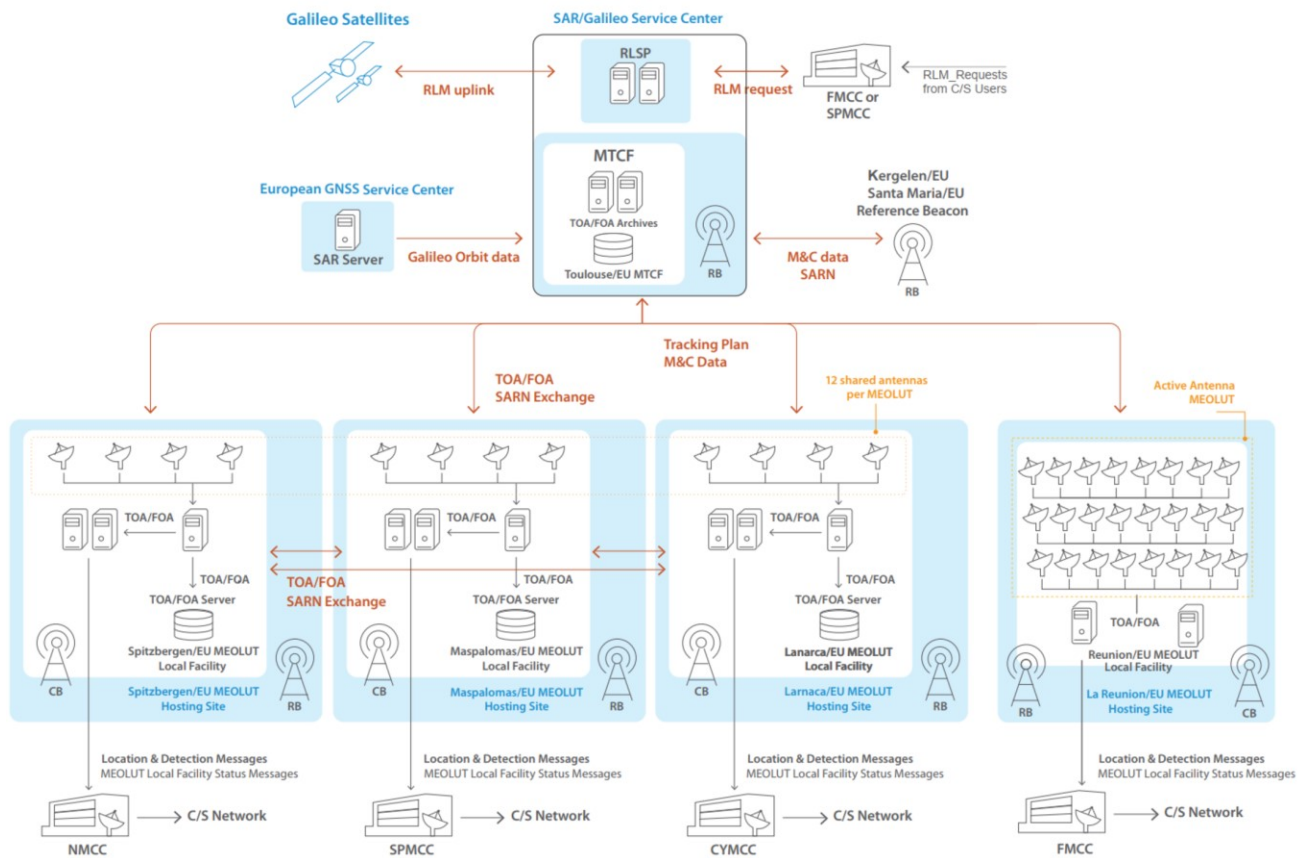 Galileo Satellites
SAR/Galileo Service Center
RLSP
RLM uplink
RLM request
FMCC or
SPMCC
RLM_Requests
from C/S Users
MTCF
TOA/FOA Archives
Toulouse/EU MTCF
RB
European GNSS Service Center
SAR Server
Galileo Orbit data
Kergelen/EU
Santa Maria/EU
Reference Beacon
M&C data
SARN
RB
Tracking Plan
M&C Data
TOA/FOA
SARN Exchange
12 shared antennas
per MEOLUT
Active Antenna
MEOLUT
TOA/FOA
TOA/FOA
TOA/FOA Server
Spitzbergen/EU MEOLUT
Local Facility
CB
RB
Spitzbergen/EU MEOLUT
Hosting Site
TOA/FOA
SARN Exchange
TOA/FOA
TOA/FOA
TOA/FOA Server
Maspalomas/EU MEOLUT
Local Facility
CB
RB
Maspalomas/EU MEOLUT
Hosting Site
TOA/FOA
TOA/FOA
TOA/FOA Server
Lanarca/EU MEOLUT
Local Facility
CB
RB
Larnaca/EU MEOLUT
Hosting Site
TOA/FOA
Reunion/EU MEOLUT
Local Facility
RB
CB
La Reunion/EU MEOLUT
Hosting Site
Location & Detection Messages
MEOLUT Local Facility Status Messages
C/S Network
NMCC
Location & Detection Messages
MEOLUT Local Facility Status Messages
C/S Network
SPMCC
Location & Detection Messages
MEOLUT Local Facility Status Messages
C/S Network
CYMCC
Location & Detection Messages
MEOLUT Local Facility Status Messages
C/S Network
FMCC